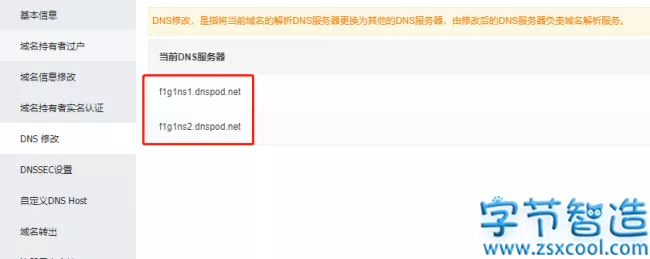 基本信息
DNS修改，是指将当前域名的解析DNS服务器更换为其他的DNS服务器，由修改后的DNS服务器负责域名解析服务。
域名持有者过户
当前DNS服务器
域名信息修改
f1g1ns1.dnspod.net
域名持有者实名认证
f1g1ns2.dnspod.net
DNS 修改
DNSSEC设置
自定义DNS Host
域名转出
字节智造
www.zsxcool.com